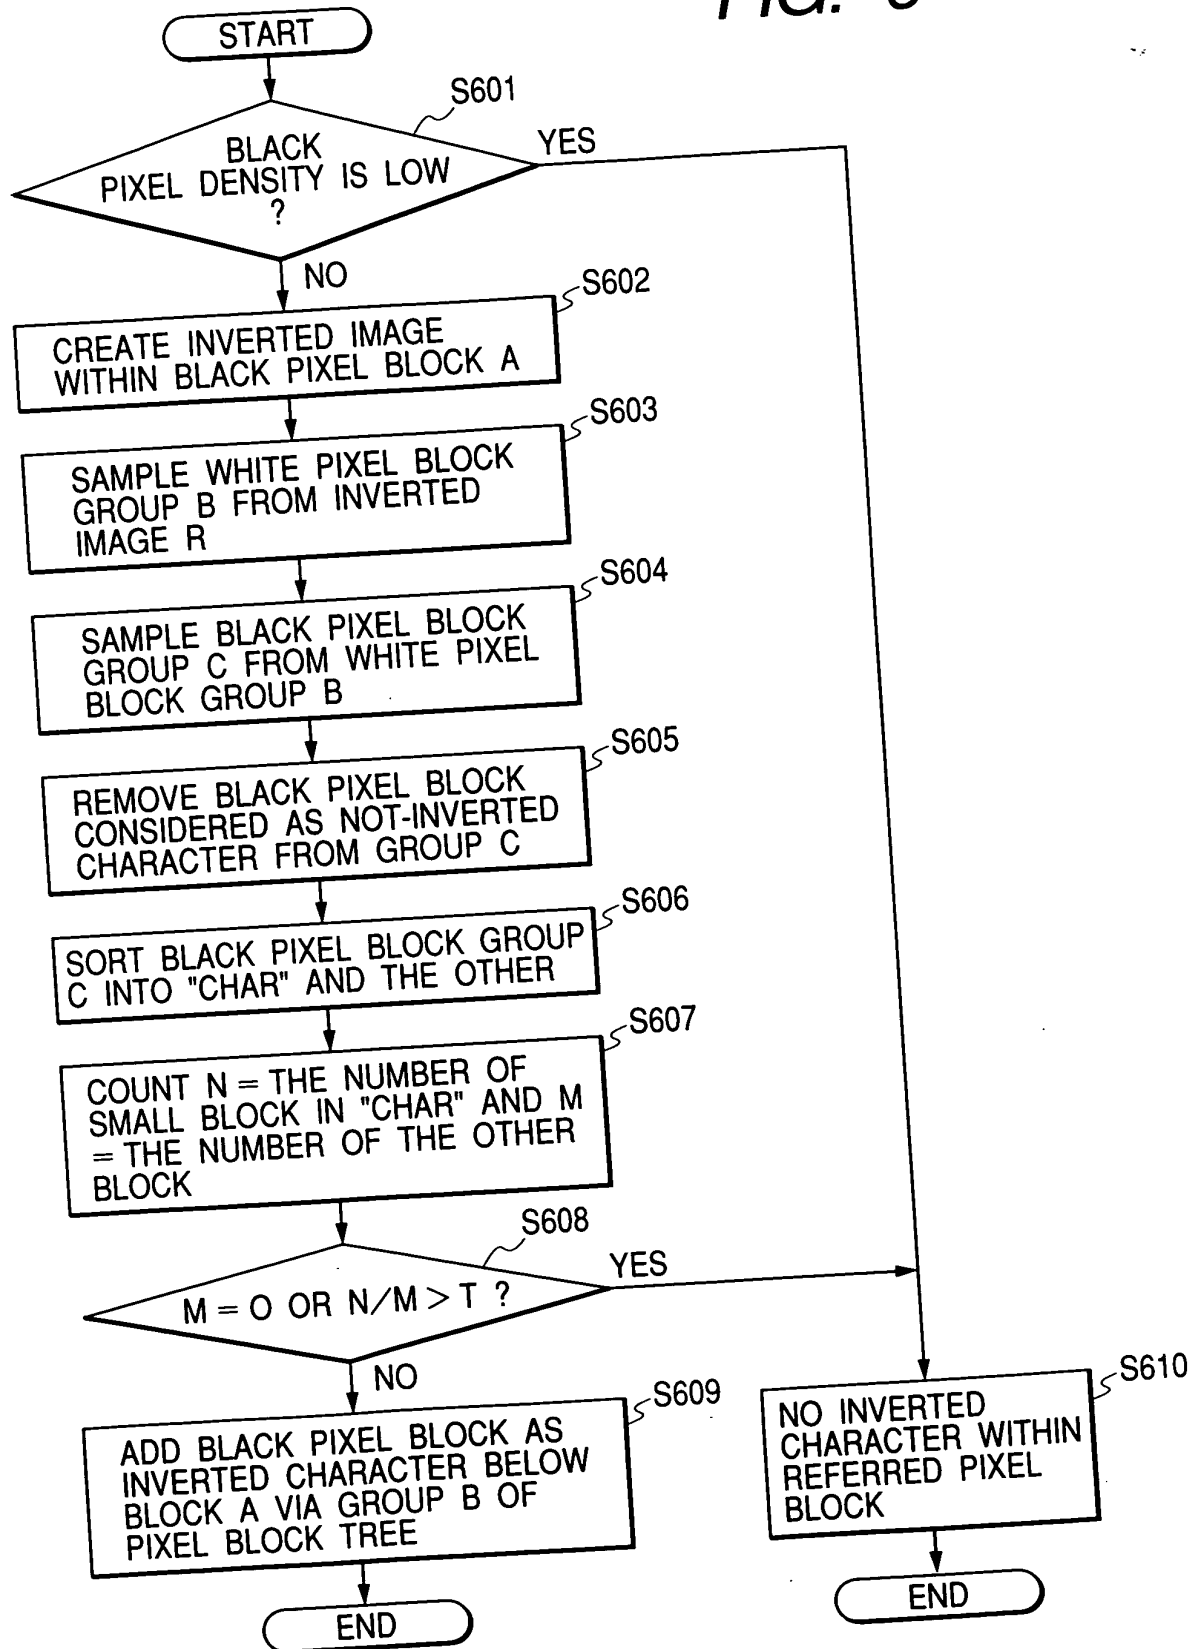 FIG. 6
START
S601
BLACK
PIXEL DENSITY IS LOW
?
YES
NO
S602
CREATE INVERTED IMAGE
WITHIN BLACK PIXEL BLOCK A
S603
SAMPLE WHITE PIXEL BLOCK
GROUP B FROM INVERTED
IMAGE R
S604
SAMPLE BLACK PIXEL BLOCK
GROUP C FROM WHITE PIXEL
BLOCK GROUP B
S605
REMOVE BLACK PIXEL BLOCK
CONSIDERED AS NOT-INVERTED
CHARACTER FROM GROUP C
S606
SORT BLACK PIXEL BLOCK GROUP
C INTO "CHAR" AND THE OTHER
S607
COUNT N = THE NUMBER OF
SMALL BLOCK IN "CHAR" AND M
= THE NUMBER OF THE OTHER
BLOCK
S608
M = O OR N/M > T ?
YES
NO
S609
ADD BLACK PIXEL BLOCK AS
INVERTED CHARACTER BELOW
BLOCK A VIA GROUP B OF
PIXEL BLOCK TREE
END
S610
NO INVERTED
CHARACTER WITHIN
REFERRED PIXEL
BLOCK
END